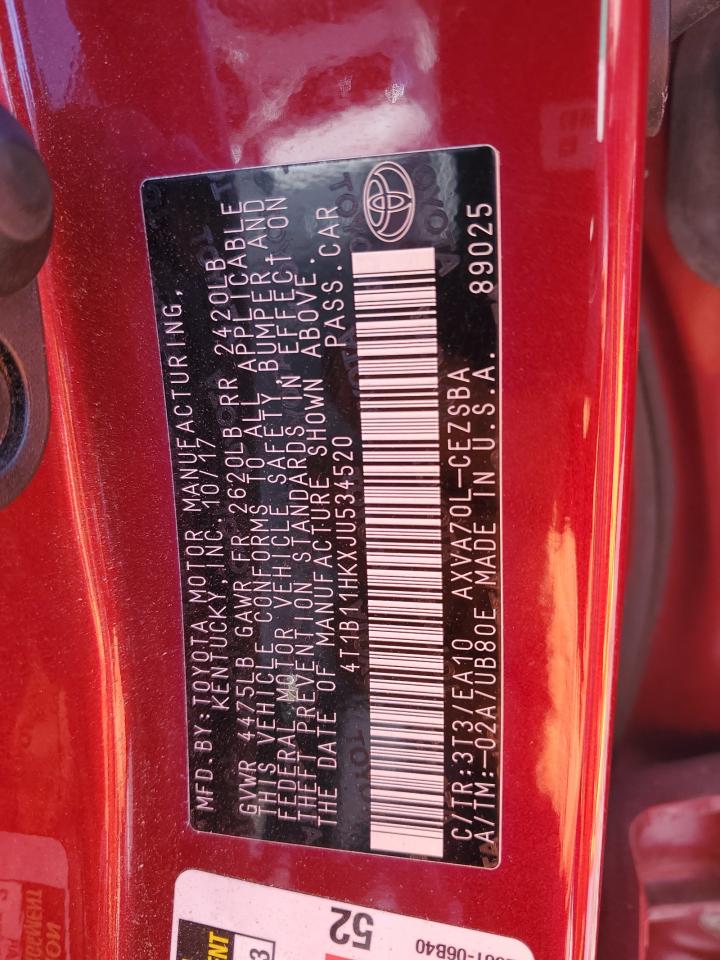 MFD.BY:TOYOTA MOTOR MANUFACTURING,
KENTUCKY INC. 10/17
GVWR 4475LB GAWR FR 2620LB RR 2420LB
THIS VEHICLE CONFORMS TO ALL APPLICABLE
FEDERAL MOTOR VEHICLE SAFETY, BUMPER AND
THEFT PREVENTION STANDARDS IN EFFECT ON
THE DATE OF MANUFACTURE SHOWN ABOVE.
4T1B11HKXJU534520 PASS.CAR
C/TR:3T3/EA10 AXVA70L-CEZSBA
A/TM:-02A/UB80E MADE IN U.S.A. 89025
52